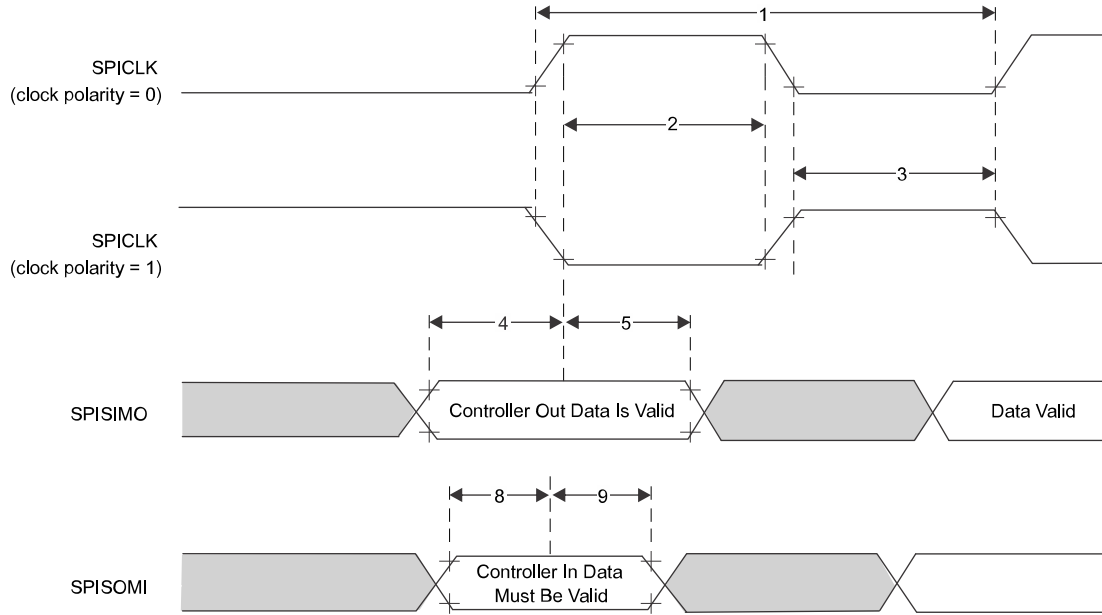 1
SPICLK
(clock polarity = 0)
2
3
SPICLK
(clock polarity = 1)
4
5
SPISIMO
Controller Out Data Is Valid
Data Valid
8
9
SPISOMI
Controller In Data
Must Be Valid